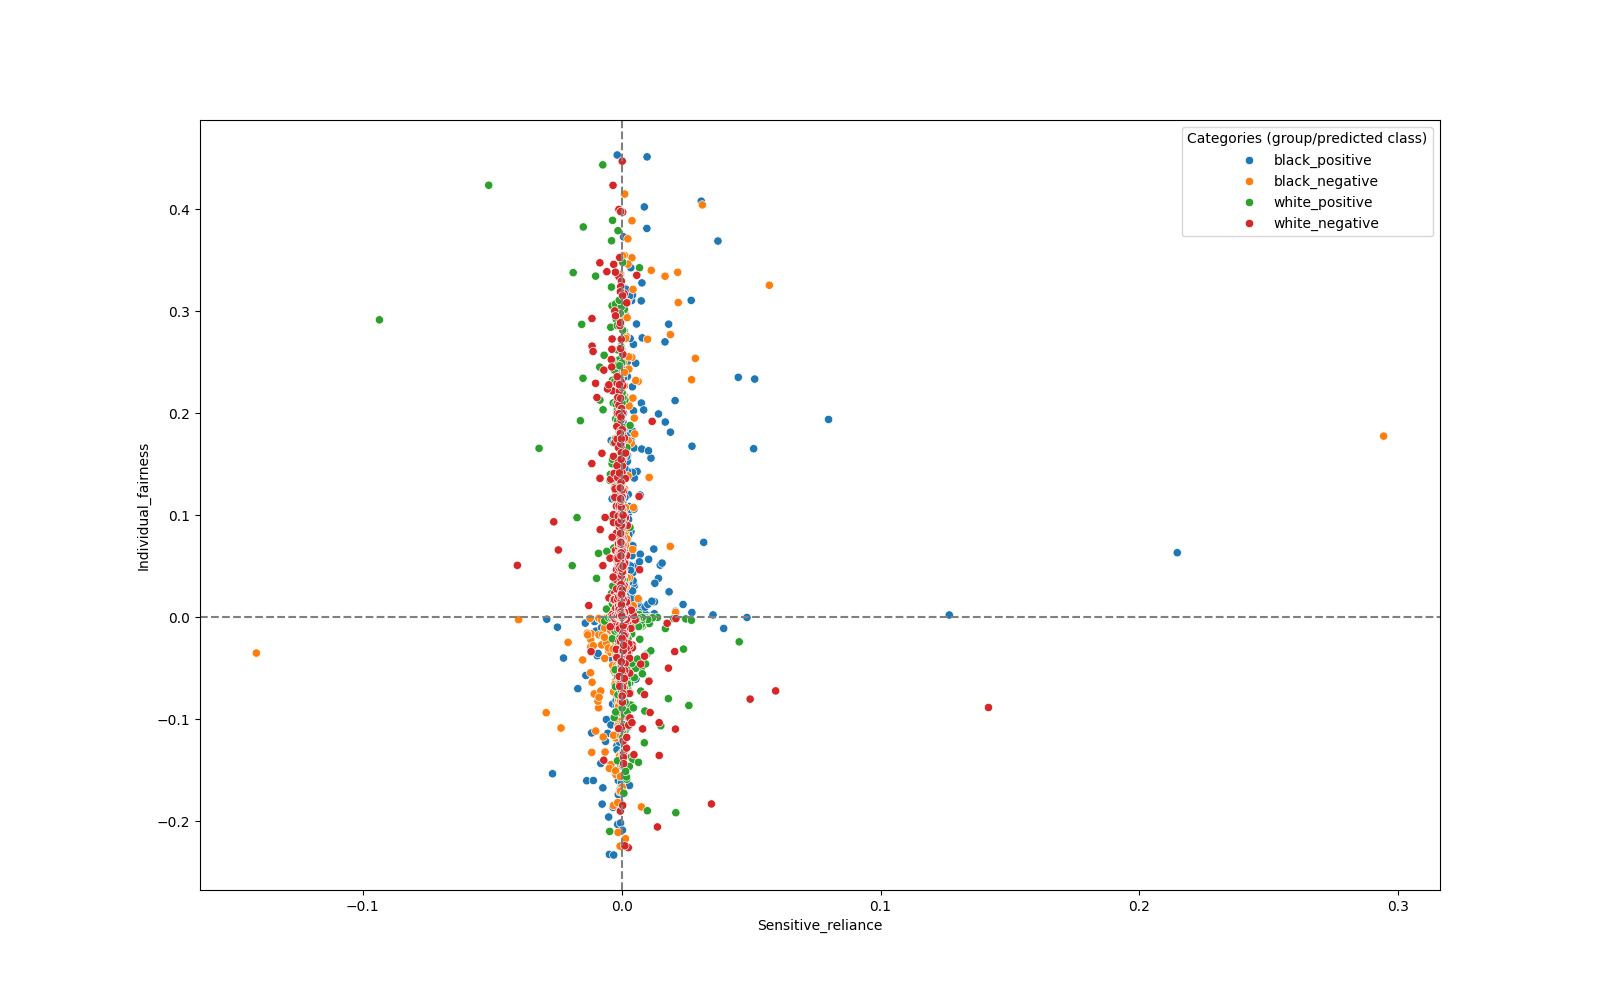 Categories (group/predicted class)
black_positive
black_negative
white_positive
white_negative
0.4
0.3
0.2
0.1
0.0
−0.1
−0.2
Individual_fairness
−0.1
0.0
0.1
0.2
0.3
Sensitive_reliance